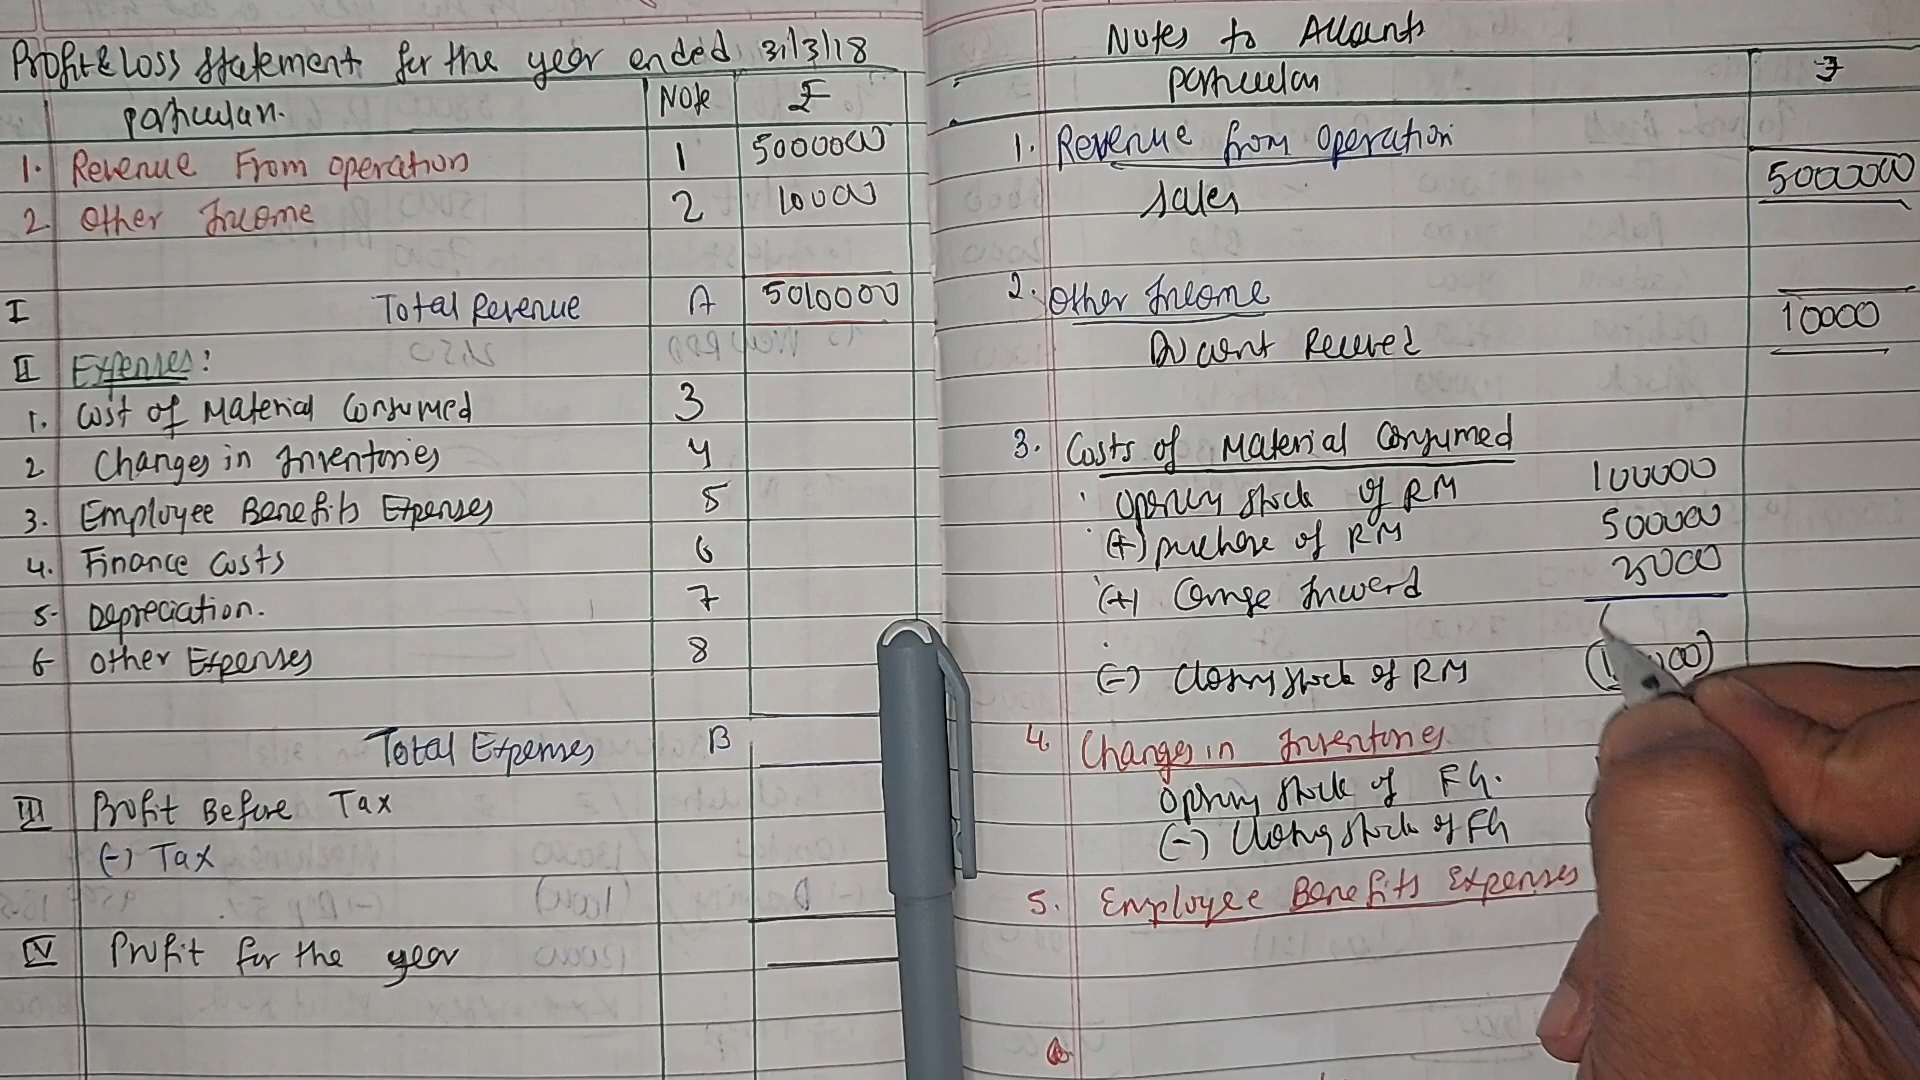 Profit & Loss Statement for the year ended 31/3/18
Particulars. Note ₹
1. Revenue From operation 1 5000000
2. Other Income 2 10000
I Total Revenue A 5010000
II Expenses:
1. Cost of Material Consumed 3
2 Changes in Inventories 4
3. Employee Benefits Expenses 5
4. Finance Costs 6
5- Depreciation. 7
6- Other Expenses 8
Total Expenses B
III Profit Before Tax
(-) Tax
IV Profit for the year
Notes to Accounts
Particulars ₹
1. Revenue from Operation
Sales 5000000
2. Other Income
Discount Received 10000
3. Costs of Material Consumed
Opening Stock of RM 100000
(+) purchase of RM 500000
(+) Carriage Inward
(-) Closing stock of RM
4. Changes in Inventories
Opening Stock of FG.
(-) Closing stock of FG
5. Employee Benefits Expenses